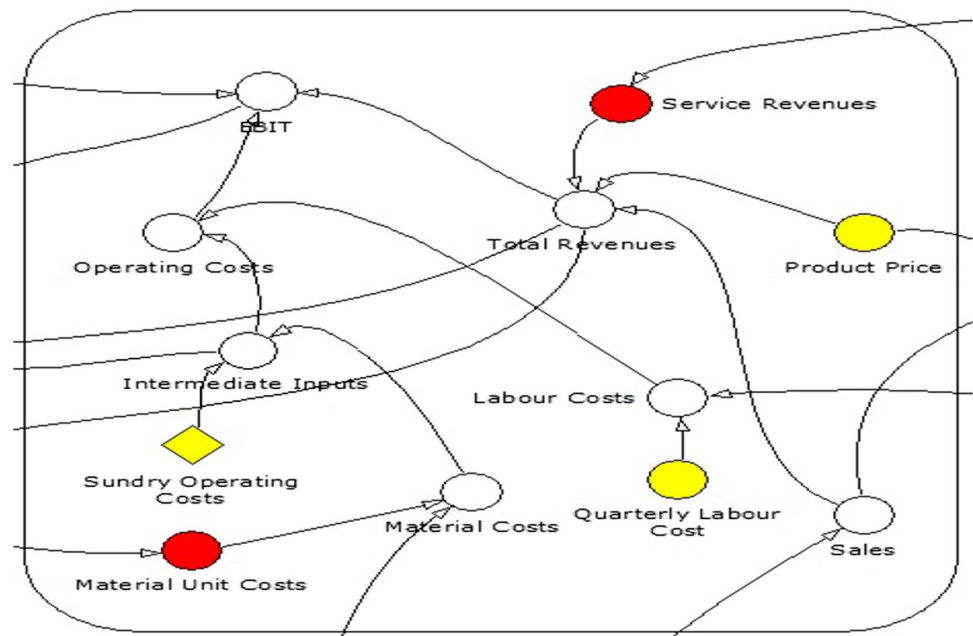 Service Revenues
EBIT
Total Revenues
Operating Costs
Product Price
Intermediate Inputs
Labour Costs
Sundry Operating
Costs
Quarterly Labour
Cost
Material Costs
Sales
Material Unit Costs